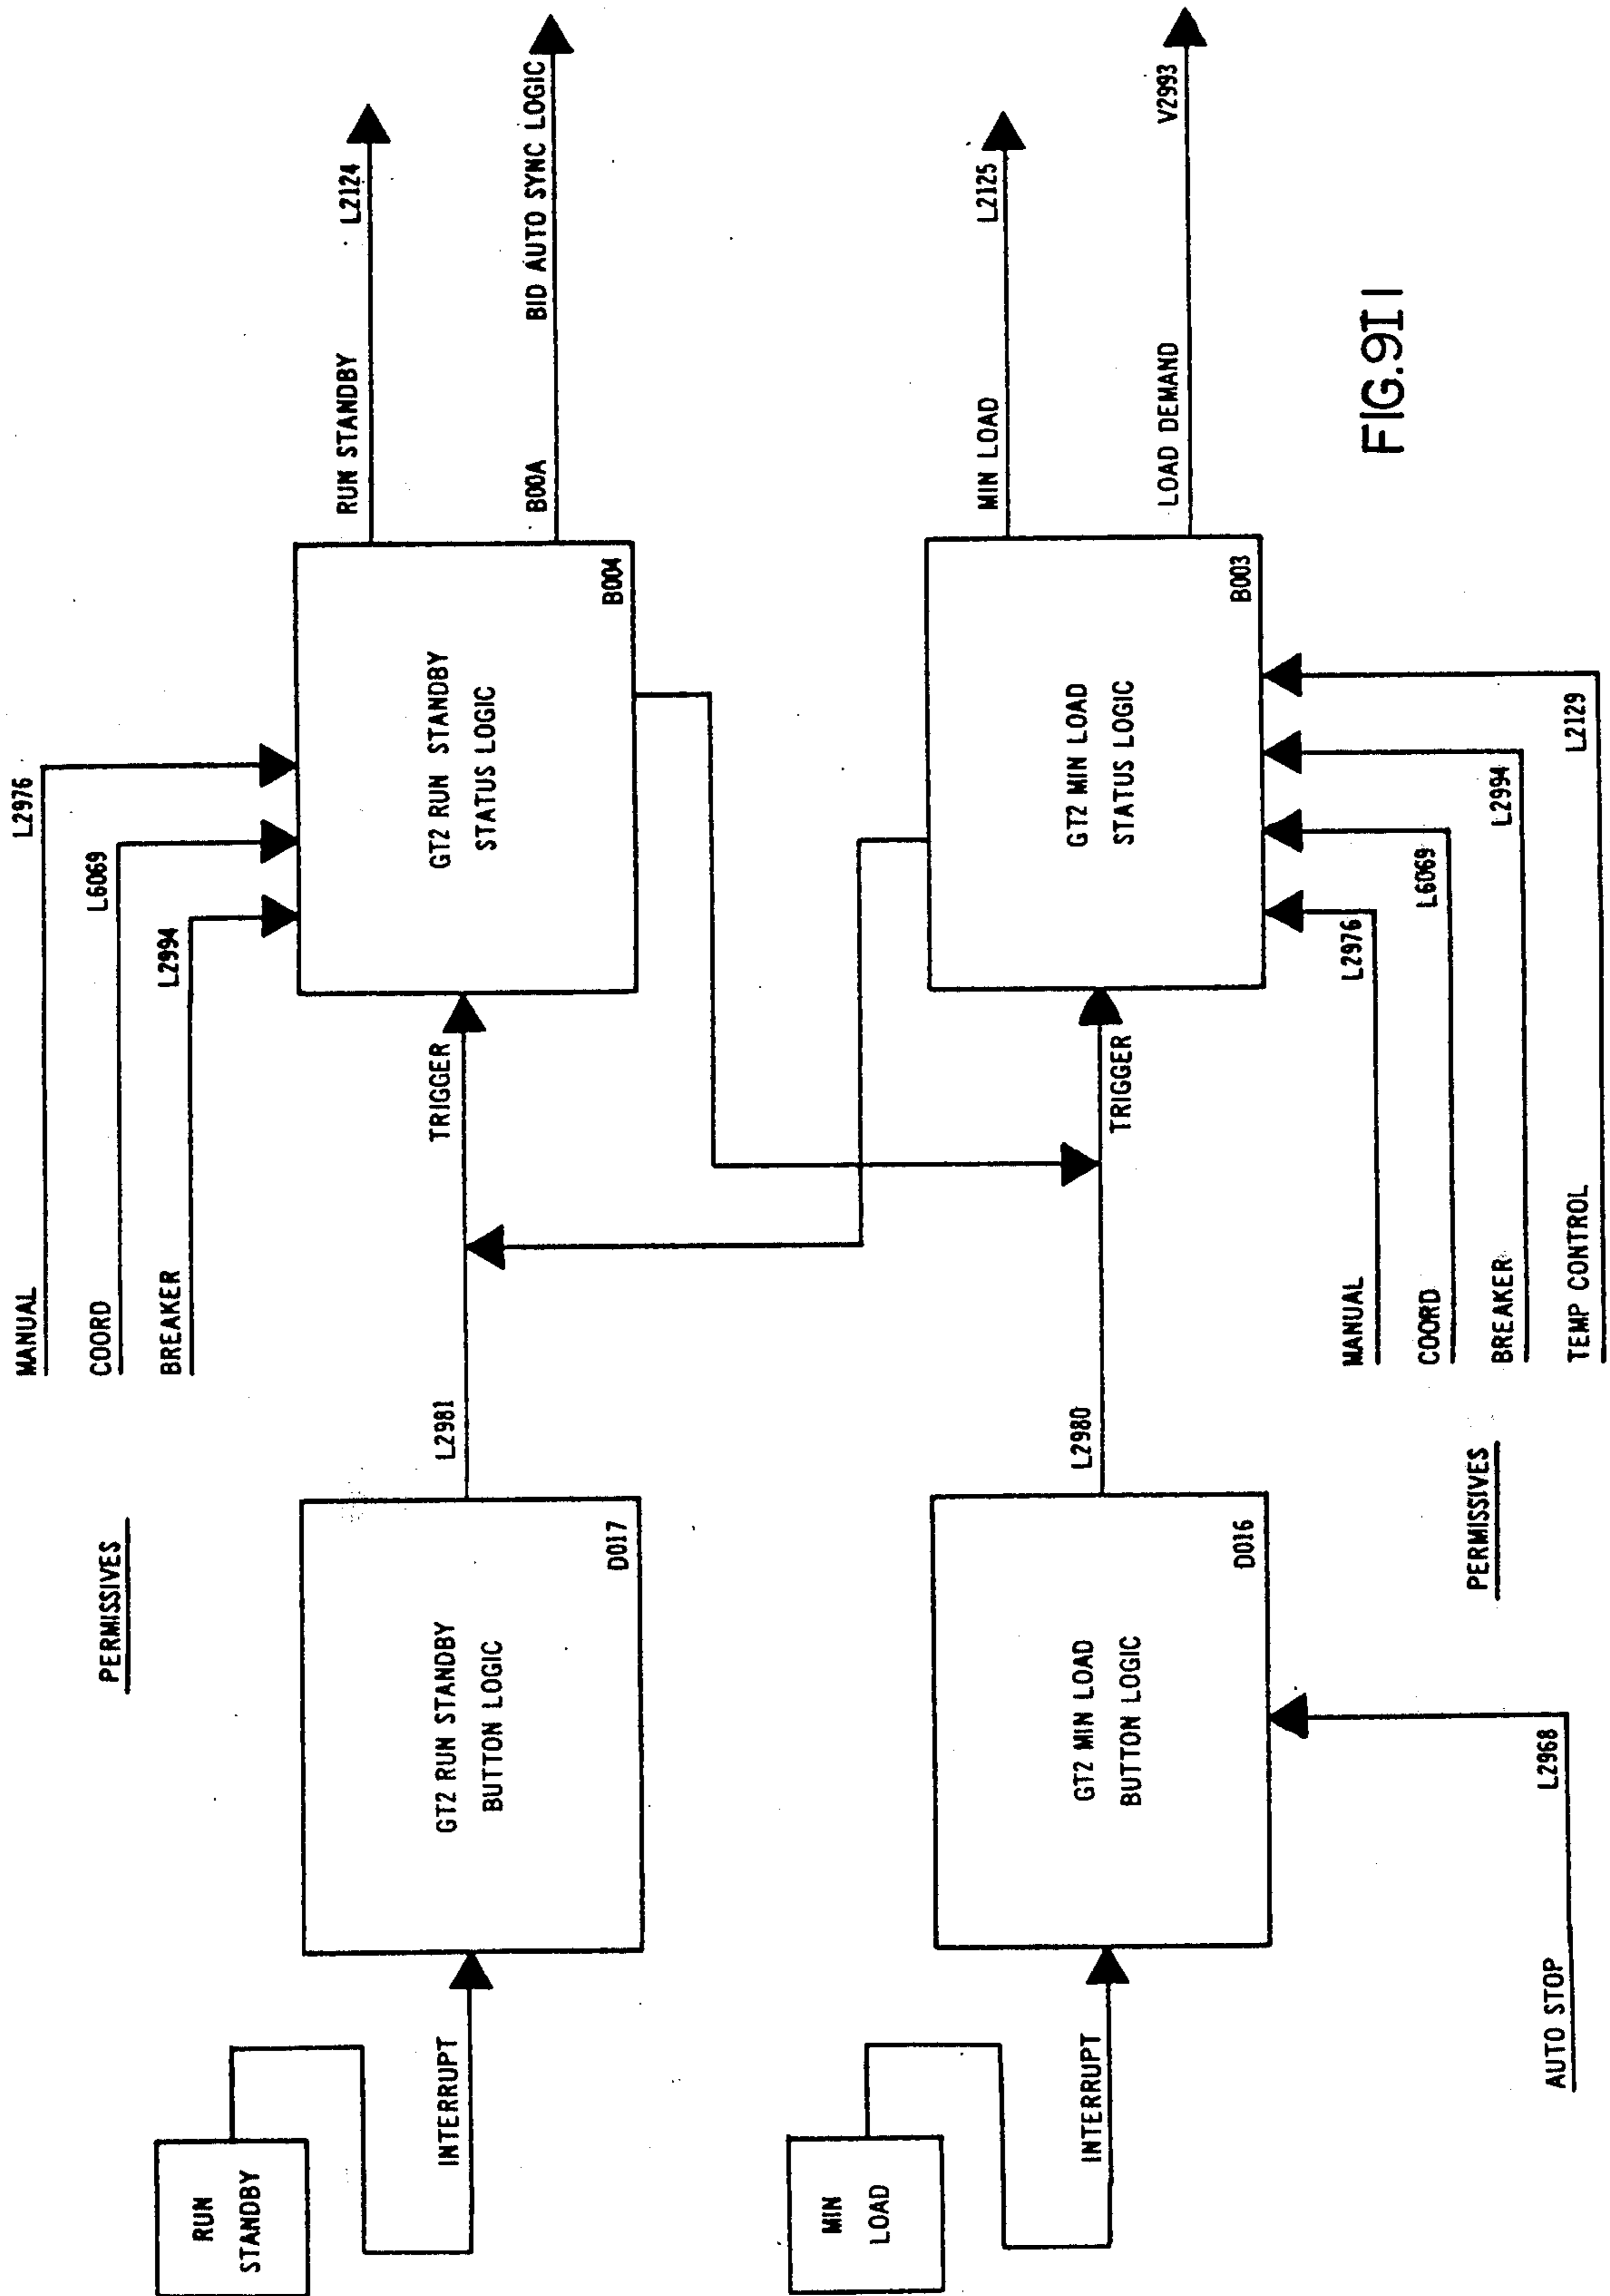 PERMISSIVES
MANUAL
L2976
COORD
L6069
BREAKER
L2994
RUN
STANDBY
INTERRUPT
GT2 RUN STANDBY
BUTTON LOGIC
D017
L2981
TRIGGER
GT2 RUN STANDBY
STATUS LOGIC
B004
RUN STANDBY
L2124
B00A
BID AUTO SYNC LOGIC
MIN
LOAD
INTERRUPT
GT2 MIN LOAD
BUTTON LOGIC
D016
L2980
TRIGGER
GT2 MIN LOAD
STATUS LOGIC
B003
MIN LOAD
L2125
LOAD DEMAND
V2993
AUTO STOP
L2968
PERMISSIVES
MANUAL
L2976
COORD
L6069
BREAKER
L2994
TEMP CONTROL
L2129
FIG.9I1